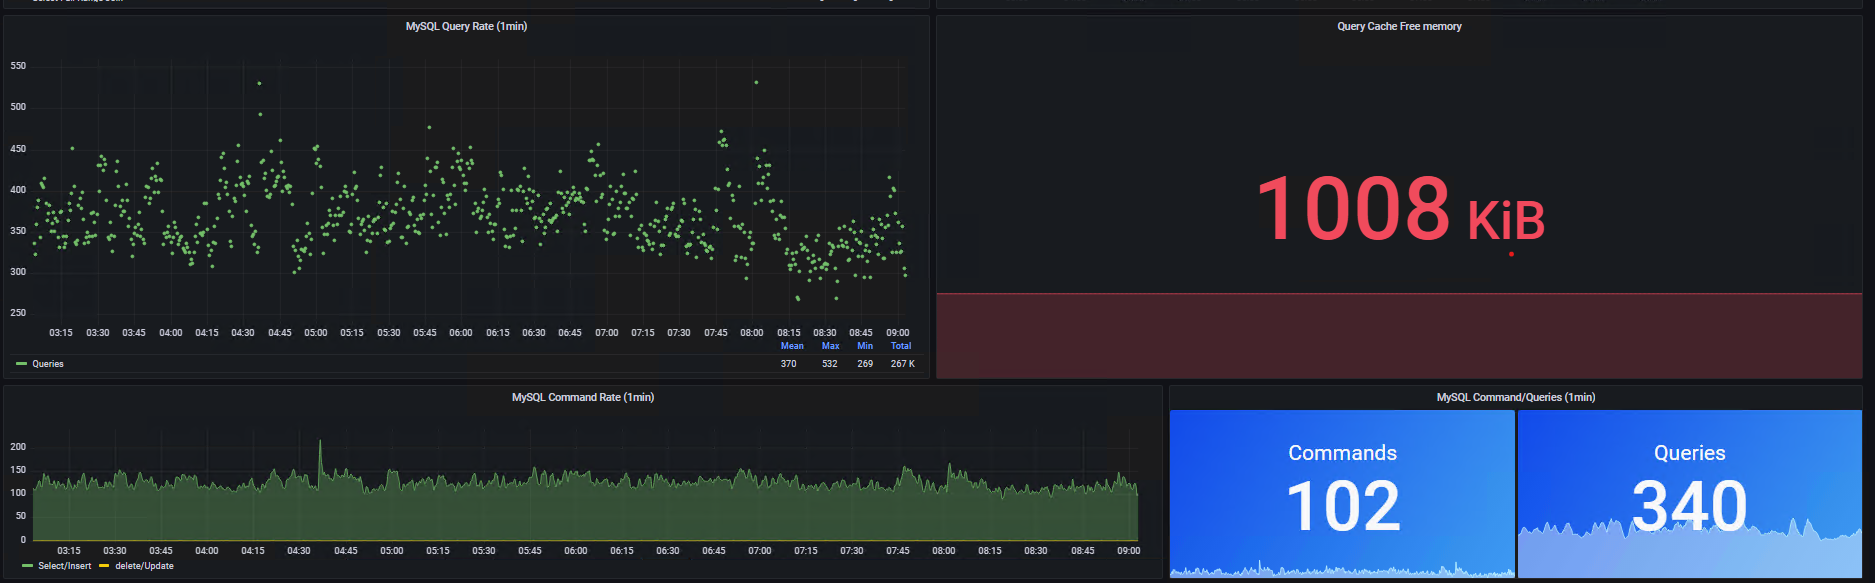 MySQL Query Rate (1min)
550
500
450
400
350
300
250
03:15 03:30 03:45 04:00 04:15 04:30 04:45 05:00 05:15 05:30 05:45 06:00 06:15 06:30 06:45 07:00 07:15 07:30 07:45 08:00 08:15 08:30 08:45 09:00
Mean Max Min Total
Queries 370 532 269 267 K
Query Cache Free memory
1008 KiB
MySQL Command Rate (1min)
200
150
100
50
0
03:15 03:30 03:45 04:00 04:15 04:30 04:45 05:00 05:15 05:30 05:45 06:00 06:15 06:30 06:45 07:00 07:15 07:30 07:45 08:00 08:15 08:30 08:45 09:00
Select/Insert delete/Update
MySQL Command/Queries (1min)
Commands
102
Queries
340